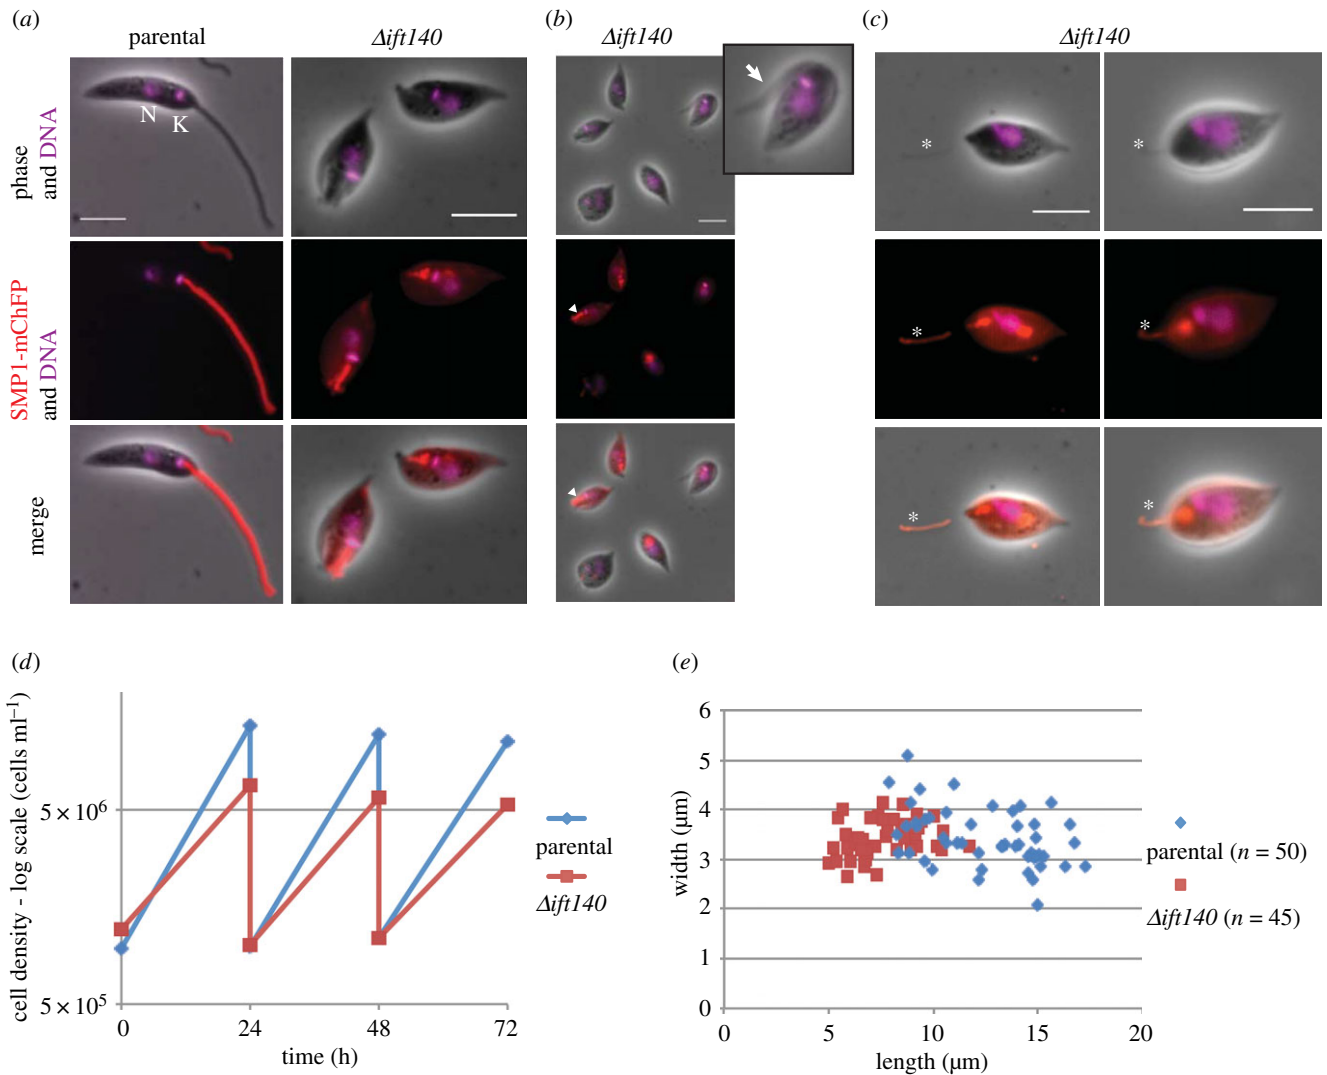 (a)
parental
Δift140
(b)
Δift140
(c)
Δift140
phase
and DNA
N
K
*
*
SMP1-mChFP
and DNA
*
*
merge
*
*
(d)
cell density - log scale (cells ml⁻¹)
5 × 10⁶
5 × 10⁵
0
24
48
72
time (h)
parental
Δift140
(e)
width (µm)
6
5
4
3
2
1
0
0
5
10
15
20
length (µm)
parental (n = 50)
Δift140 (n = 45)